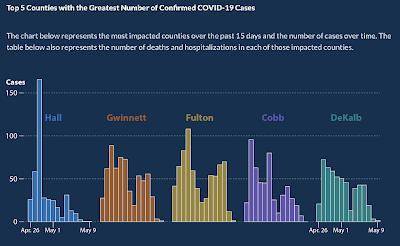 Top 5 Counties with the Greatest Number of Confirmed COVID-19 Cases
The chart below represents the most impacted counties over the past 15 days and the number of cases over time. The
table below also represents the number of deaths and hospitalizations in each of those impacted counties.
Cases
150
Hall Gwinnett Fulton Cobb DeKalb
100
50
0
Apr. 26 May 1 May 9 Apr. 26 May 1 May 9